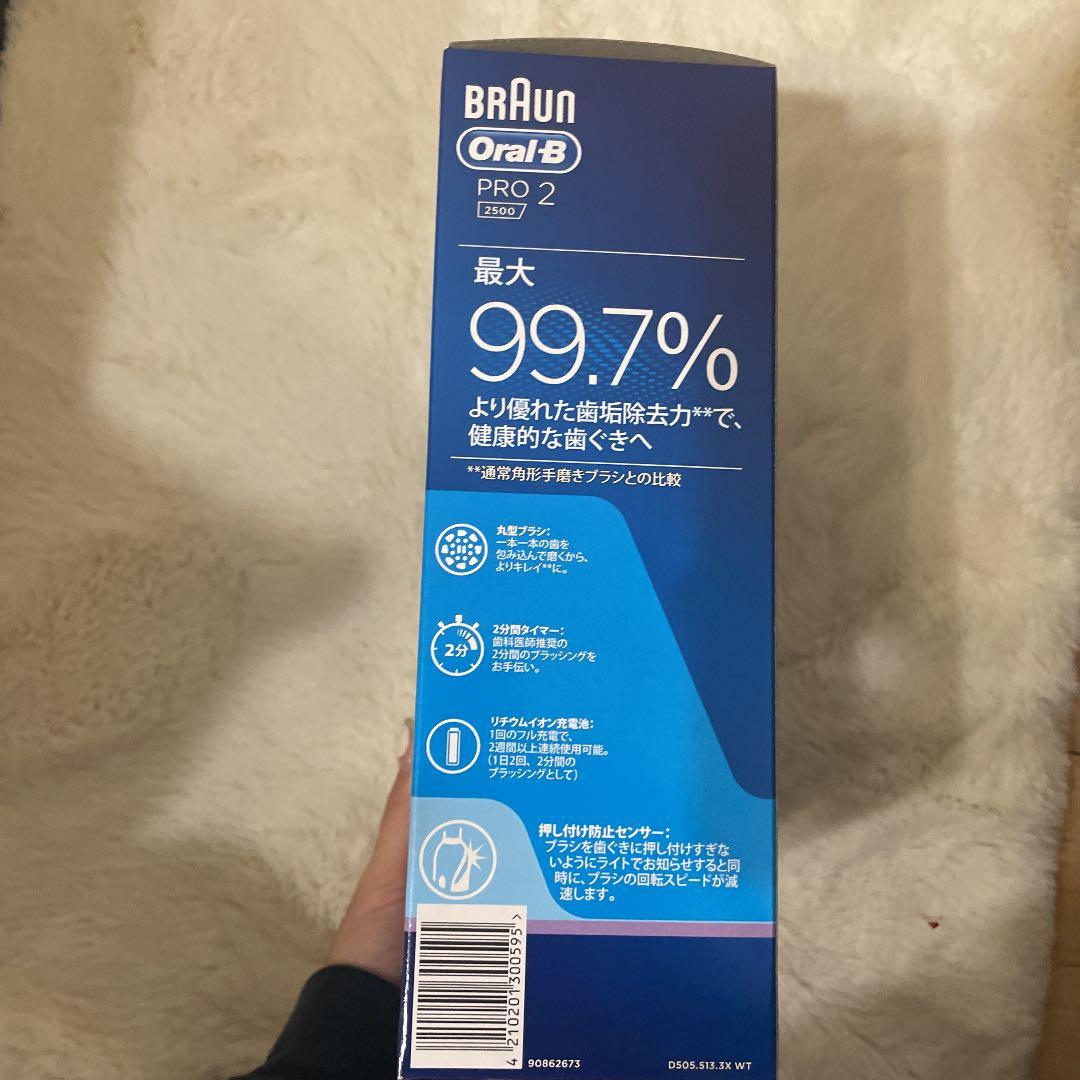 BRAUN
Oral-B
PRO 2
2500
最大
99.7%
より優れた歯垢除去力**で、
健康的な歯ぐきへ
**通常角形手磨きブラシとの比較
丸型ブラシ:
一本一本の歯を
包み込んで磨くから、
よりキレイ**に。
2分
2分間タイマー:
歯科医師推奨の
2分間のブラッシングを
お手伝い。
リチウムイオン充電池:
1回のフル充電で、
2週間以上連続使用可能。
(1日2回、2分間の
ブラッシングとして)
押し付け防止センサー:
ブラシを歯ぐきに押し付けすぎな
いようにライトでお知らせすると同
時に、ブラシの回転スピードが減
速します。
4 210201 300595 >
90862673
D505.513.3X WT